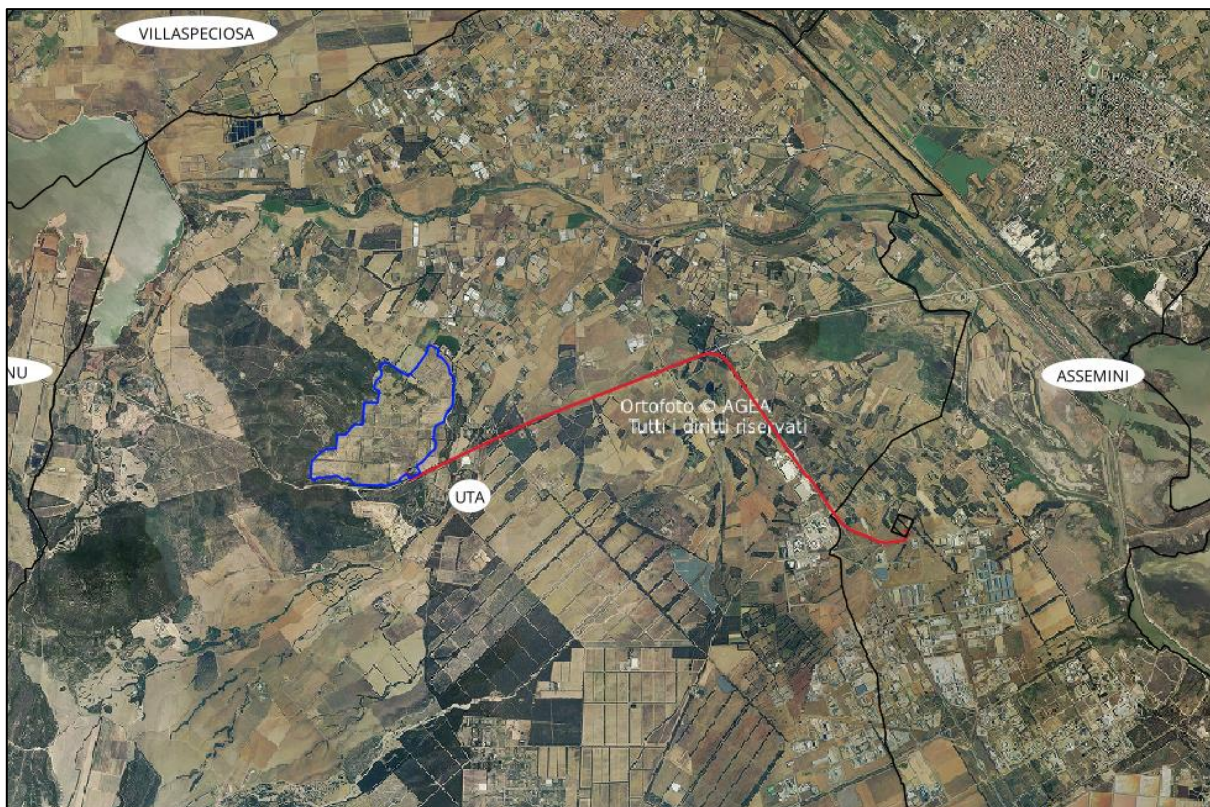 VILLASPECIOSA
NU
ASSEMINI
Ortofoto © AGEA
Tutti i diritti riservati
UTA